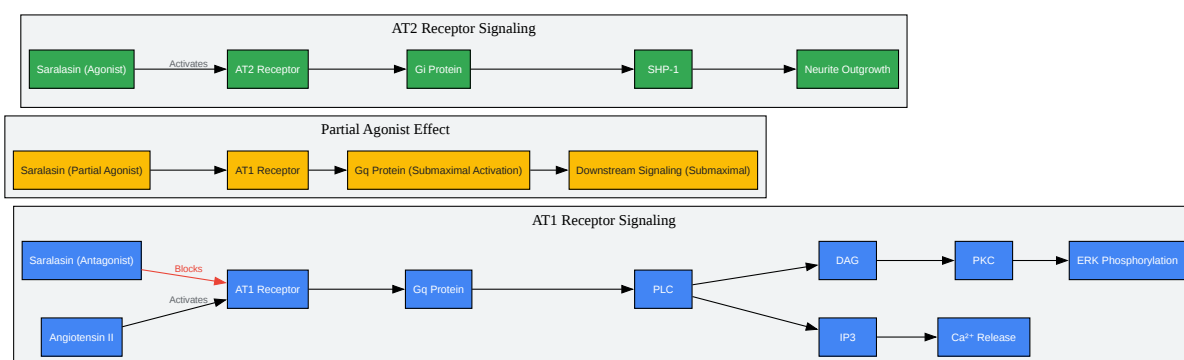 AT2 Receptor Signaling
Saralasin (Agonist)
Activates
AT2 Receptor
Gi Protein
SHP-1
Neurite Outgrowth
Partial Agonist Effect
Saralasin (Partial Agonist)
AT1 Receptor
Gq Protein (Submaximal Activation)
Downstream Signaling (Submaximal)
AT1 Receptor Signaling
Saralasin (Antagonist)
Blocks
Activates
Angiotensin II
AT1 Receptor
Gq Protein
PLC
DAG
PKC
ERK Phosphorylation
IP3
Ca²⁺ Release